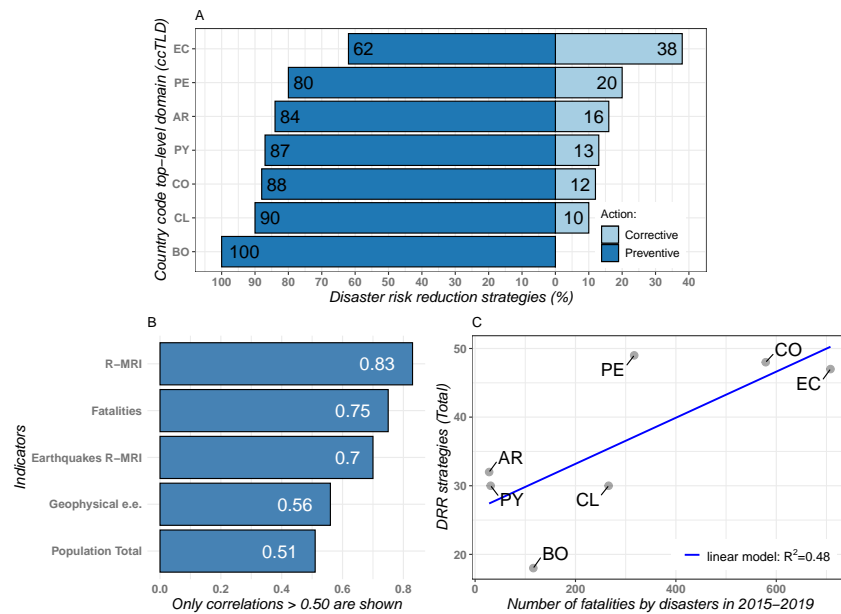 A
Country code top−level domain (ccTLD)
EC
62
38
PE
80
20
AR
84
16
PY
87
13
CO
88
12
CL
90
10
BO
100
Action:
Corrective
Preventive
100 90 80 70 60 50 40 30 20 10 0 10 20 30 40
Disaster risk reduction strategies (%)
B
Indicators
R−MRI
0.83
Fatalities
0.75
Earthquakes R−MRI
0.7
Geophysical e.e.
0.56
Population Total
0.51
0.0 0.2 0.4 0.6 0.8
Only correlations > 0.50 are shown
C
DRR strategies (Total)
50
40
30
20
PE
CO
EC
AR
PY
CL
BO
linear model: R²=0.48
0 200 400 600
Number of fatalities by disasters in 2015−2019